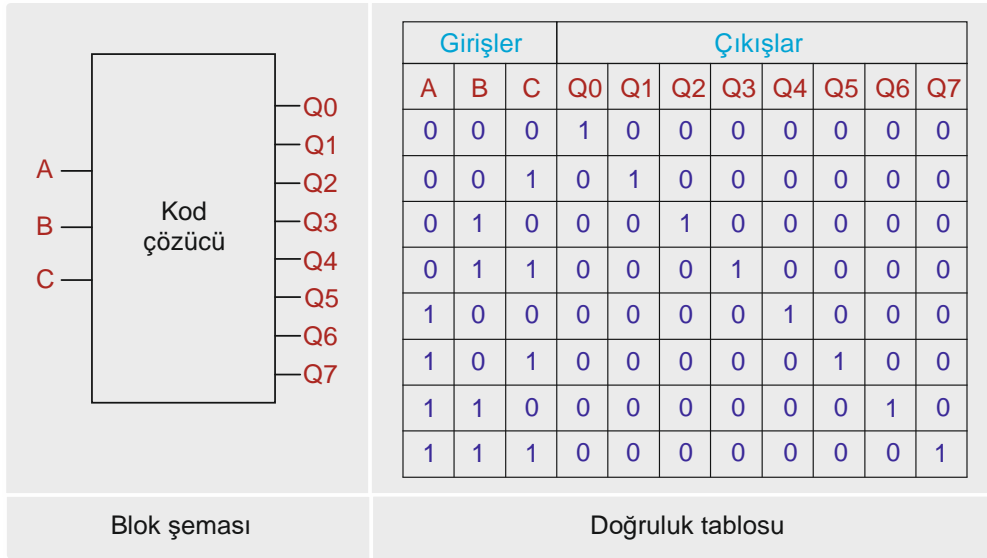 A
B
C
Kod
çözücü
Q0
Q1
Q2
Q3
Q4
Q5
Q6
Q7
Girişler Çıkışlar
A B C Q0 Q1 Q2 Q3 Q4 Q5 Q6 Q7
0 0 0 1 0 0 0 0 0 0 0
0 0 1 0 1 0 0 0 0 0 0
0 1 0 0 0 1 0 0 0 0 0
0 1 1 0 0 0 1 0 0 0 0
1 0 0 0 0 0 0 1 0 0 0
1 0 1 0 0 0 0 0 1 0 0
1 1 0 0 0 0 0 0 0 1 0
1 1 1 0 0 0 0 0 0 0 1
Blok şeması
Doğruluk tablosu